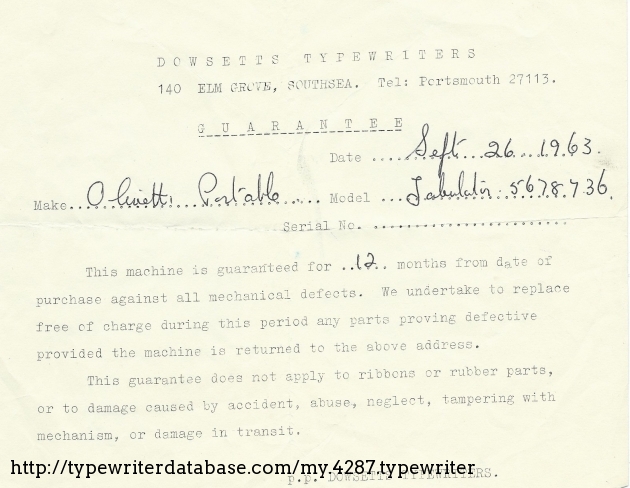 DOWSETTS TYPEWRITERS
140 ELM GROVE, SOUTHSEA. Tel: Portsmouth 27113.
GUARANTEE
Date ..... Sept...26...1963.
Make...Olivetti...Portable...... Model .... Tabulator 5678736.
Serial No. ........................
This machine is guaranteed for ..12.. months from date of
purchase against all mechanical defects. We undertake to replace
free of charge during this period any parts proving defective
provided the machine is returned to the above address.
This guarantee does not apply to ribbons or rubber parts,
or to damage caused by accident, abuse, neglect, tampering with
mechanism, or damage in transit.
http://typewriterdatabase.com/my.4287.typewriter
p.p. DOWSETTS TYPEWRITERS.